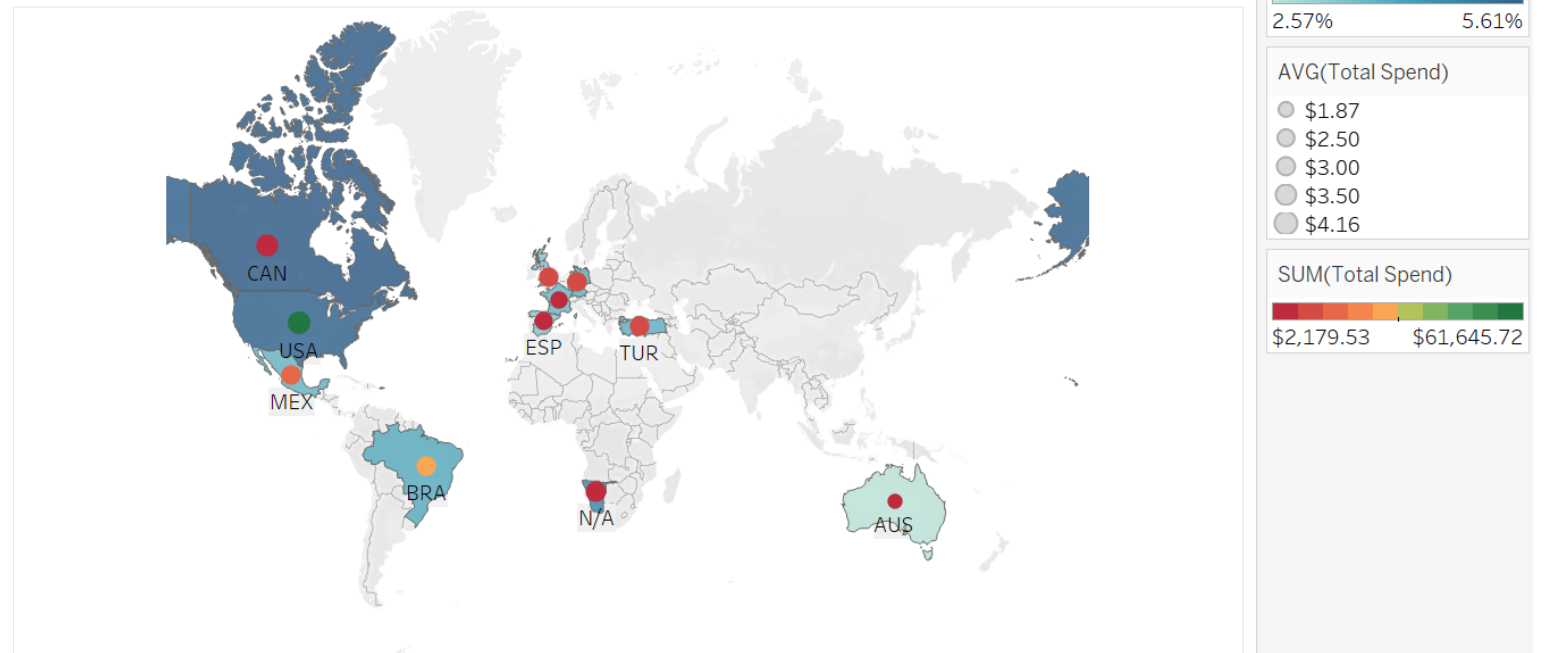 CAN
USA
MEX
BRA
ESP
TUR
N/A
AUS
2.57% 5.61%
AVG(Total Spend)
$1.87
$2.50
$3.00
$3.50
$4.16
SUM(Total Spend)
$2,179.53 $61,645.72